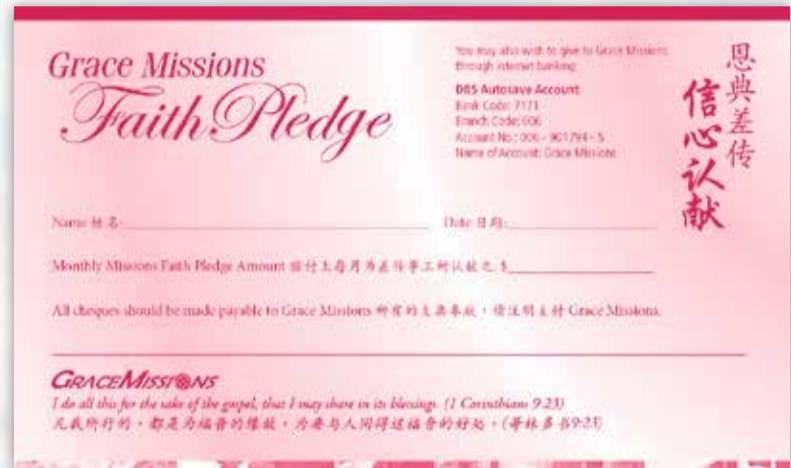 Grace Missions
Faith Pledge
You may also wish to give to Grace Missions
through internet banking:
DBS Autosave Account
Bank Code: 7171
Branch Code: 006
Account No.: 006 - 901794 - 5
Name of Account: Grace Missions
恩典差传
信心认献
Name 姓名:
Date 日期:
Monthly Missions Faith Pledge Amount 每月为差传事工所认献之 $
All cheques should be made payable to Grace Missions 所有的支票奉献，请注明支付 Grace Missions.
GRACEMISSIONS
I do all this for the sake of the gospel, that I may share in its blessings. (1 Corinthians 9:23)
凡我所行的，都是为福音的缘故，为要与人同得这福音的好处。(哥林多书9:23)